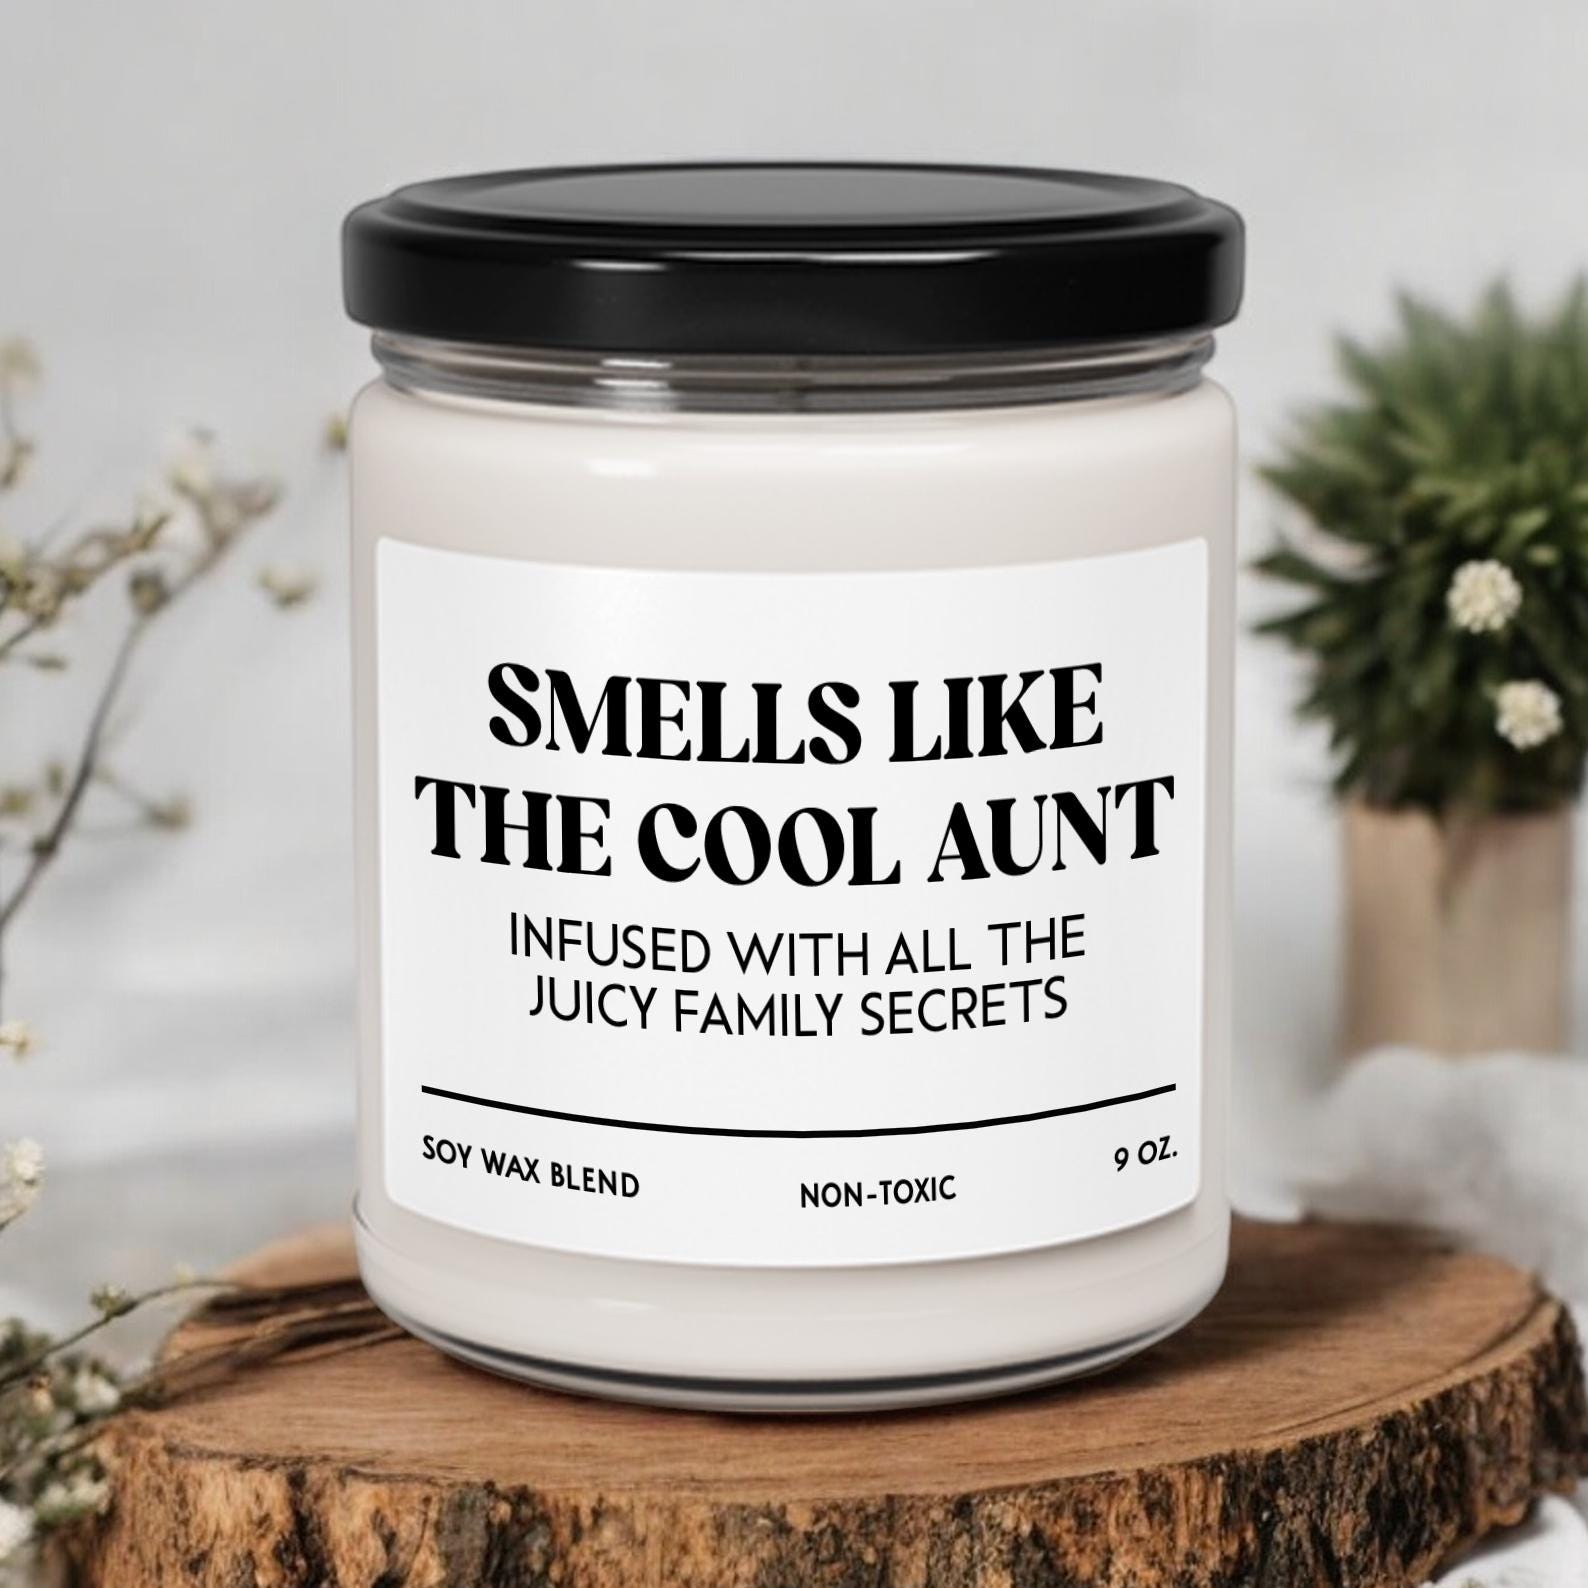 SMELLS LIKE
THE COOL AUNT
INFUSED WITH ALL THE
JUICY FAMILY SECRETS
SOY WAX BLEND
NON-TOXIC
9 OZ.